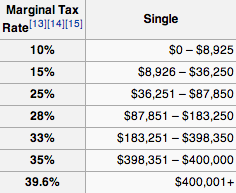 Marginal Tax
Rate[13][14][15] Single
10% $0 – $8,925
15% $8,926 – $36,250
25% $36,251 – $87,850
28% $87,851 – $183,250
33% $183,251 – $398,350
35% $398,351 – $400,000
39.6% $400,001+